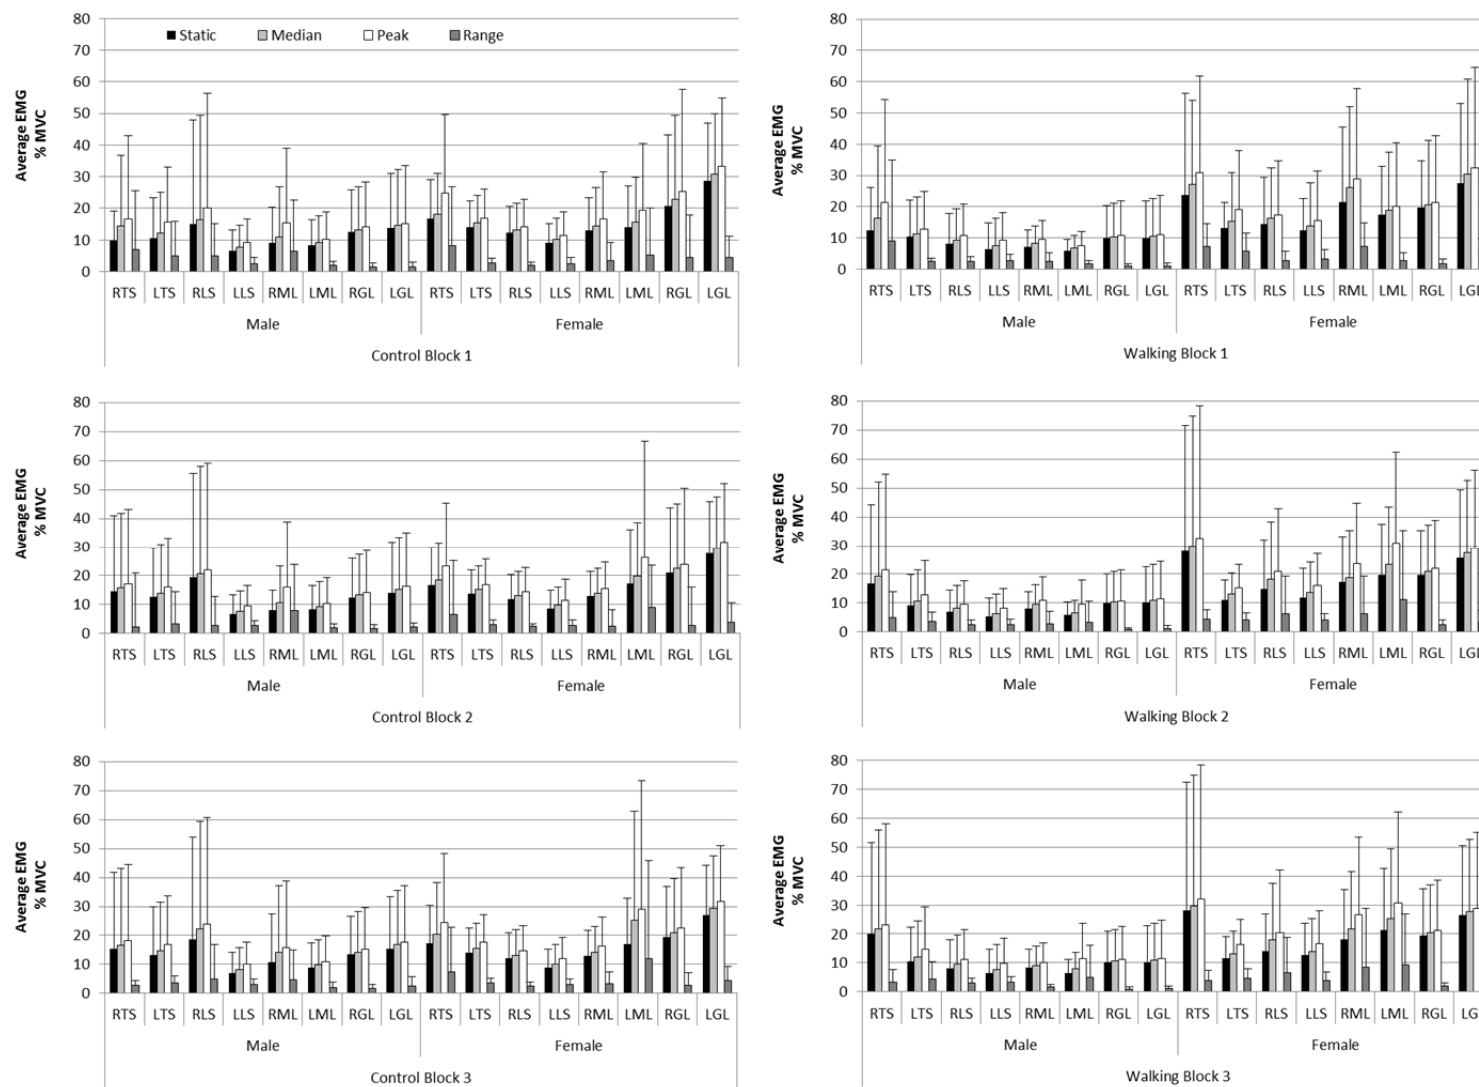 80
70
60
50
40
30
20
10
0
Average EMG
% MVC
Static Median Peak Range
RTS LTS RLS LLS RML LML RGL LGL RTS LTS RLS LLS RML LML RGL LGL
Male Female
Control Block 1
80
70
60
50
40
30
20
10
0
Average EMG
% MVC
RTS LTS RLS LLS RML LML RGL LGL RTS LTS RLS LLS RML LML RGL LGL
Male Female
Walking Block 1
80
70
60
50
40
30
20
10
0
Average EMG
% MVC
RTS LTS RLS LLS RML LML RGL LGL RTS LTS RLS LLS RML LML RGL LGL
Male Female
Control Block 2
80
70
60
50
40
30
20
10
0
Average EMG
% MVC
RTS LTS RLS LLS RML LML RGL LGL RTS LTS RLS LLS RML LML RGL LGL
Male Female
Walking Block 2
80
70
60
50
40
30
20
10
0
Average EMG
% MVC
RTS LTS RLS LLS RML LML RGL LGL RTS LTS RLS LLS RML LML RGL LGL
Male Female
Control Block 3
80
70
60
50
40
30
20
10
0
Average EMG
% MVC
RTS LTS RLS LLS RML LML RGL LGL RTS LTS RLS LLS RML LML RGL LGL
Male Female
Walking Block 3